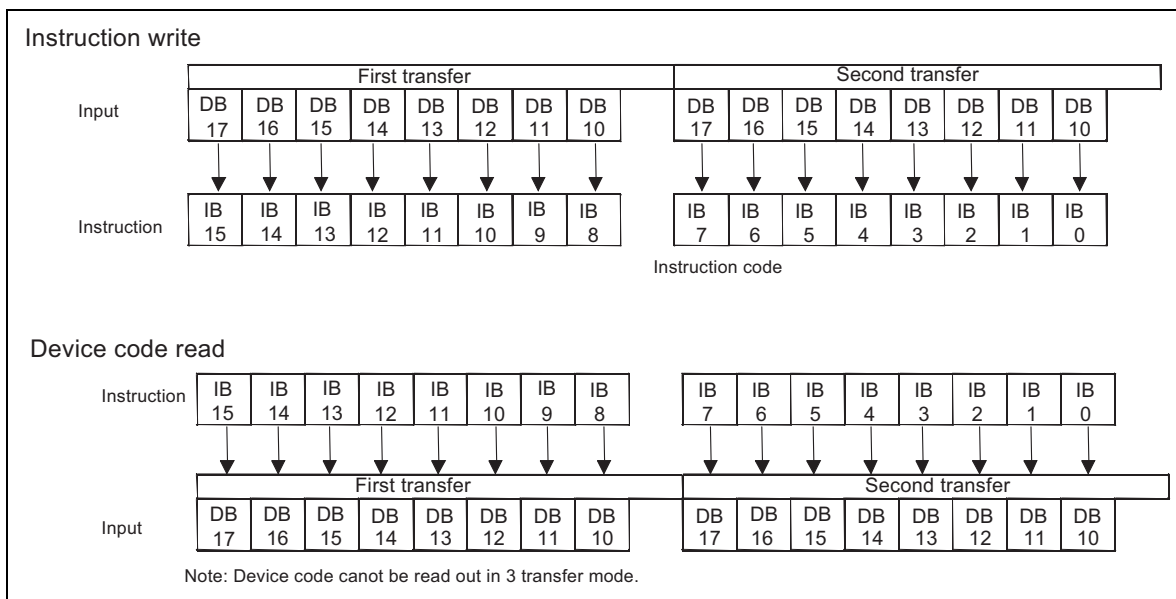 Instruction write
First transfer Second transfer
Input DB DB DB DB DB DB DB DB DB DB DB DB DB DB DB DB
17 16 15 14 13 12 11 10 17 16 15 14 13 12 11 10
Instruction IB IB IB IB IB IB IB IB IB IB IB IB IB IB IB IB
15 14 13 12 11 10 9 8 7 6 5 4 3 2 1 0
Instruction code
Device code read
Instruction IB IB IB IB IB IB IB IB IB IB IB IB IB IB IB IB
15 14 13 12 11 10 9 8 7 6 5 4 3 2 1 0
First transfer Second transfer
Input DB DB DB DB DB DB DB DB DB DB DB DB DB DB DB DB
17 16 15 14 13 12 11 10 17 16 15 14 13 12 11 10
Note: Device code canot be read out in 3 transfer mode.